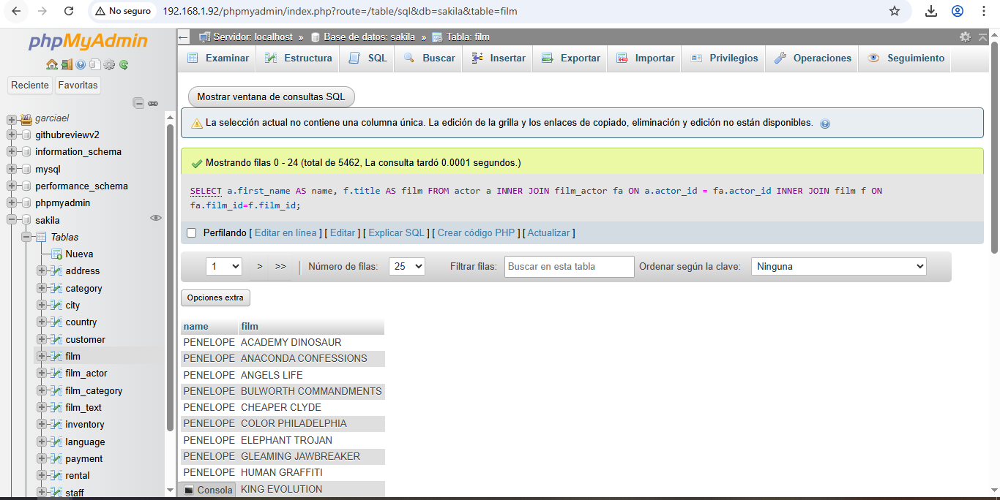 No seguro
192.168.1.92/phpmyadmin/index.php?route=/table/sql&db=sakila&table=film
phpMyAdmin
Reciente Favoritas
garciael
githubreviewv2
information_schema
mysql
performance_schema
phpmyadmin
sakila
Tablas
Nueva
address
category
city
country
customer
film
film_actor
film_category
film_text
inventory
language
payment
rental
staff
Servidor: localhost » Base de datos: sakila » Tabla: film
Examinar Estructura SQL Buscar Insertar Exportar Importar Privilegios Operaciones Seguimiento
Mostrar ventana de consultas SQL
La selección actual no contiene una columna única. La edición de la grilla y los enlaces de copiado, eliminación y edición no están disponibles.
Mostrando filas 0 - 24 (total de 5462, La consulta tardó 0.0001 segundos.)
SELECT a.first_name AS name, f.title AS film FROM actor a INNER JOIN film_actor fa ON a.actor_id = fa.actor_id INNER JOIN film f ON
fa.film_id=f.film_id;
Perfilando [ Editar en línea ] [ Editar ] [ Explicar SQL ] [ Crear código PHP ] [ Actualizar ]
1 > >> Número de filas: 25 Filtrar filas: Buscar en esta tabla Ordenar según la clave: Ninguna
Opciones extra
name film
PENELOPE ACADEMY DINOSAUR
PENELOPE ANACONDA CONFESSIONS
PENELOPE ANGELS LIFE
PENELOPE BULWORTH COMMANDMENTS
PENELOPE CHEAPER CLYDE
PENELOPE COLOR PHILADELPHIA
PENELOPE ELEPHANT TROJAN
PENELOPE GLEAMING JAWBREAKER
PENELOPE HUMAN GRAFFITI
Consola KING EVOLUTION